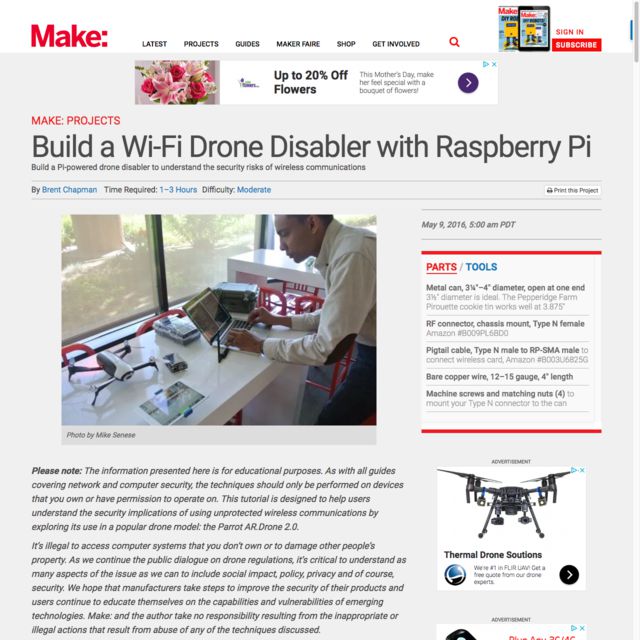 Make:
LATEST PROJECTS GUIDES MAKER FAIRE SHOP GET INVOLVED
SIGN IN
SUBSCRIBE
Up to 20% Off
Flowers
This Mother's Day, make
her feel special with a
bouquet of flowers!
MAKE: PROJECTS
Build a Wi-Fi Drone Disabler with Raspberry Pi
Build a Pi-powered drone disabler to understand the security risks of wireless communications
By Brent Chapman Time Required: 1–3 Hours Difficulty: Moderate
Print this Project
Photo by Mike Senese
May 9, 2016, 5:00 am PDT
PARTS / TOOLS
Metal can, 3¼"–4" diameter, open at one end
3½" diameter is ideal. The Pepperidge Farm
Pirouette cookie tin works well at 3.875"
RF connector, chassis mount, Type N female
Amazon #B009PL6BD0
Pigtail cable, Type N male to RP-SMA male to
connect wireless card, Amazon #B003U6825G
Bare copper wire, 12–15 gauge, 4" length
Machine screws and matching nuts (4) to
mount your Type N connector to the can
Please note: The information presented here is for educational purposes. As with all guides
covering network and computer security, the techniques should only be performed on devices
that you own or have permission to operate on. This tutorial is designed to help users
understand the security implications of using unprotected wireless communications by
exploring its use in a popular drone model: the Parrot AR.Drone 2.0.
It's illegal to access computer systems that you don't own or to damage other people's
property. As we continue the public dialogue on drone regulations, it's critical to understand as
many aspects of the issue as we can to include social impact, policy, privacy and of course,
security. We hope that manufacturers take steps to improve the security of their products and
users continue to educate themselves on the capabilities and vulnerabilities of emerging
technologies. Make: and the author take no responsibility resulting from the inappropriate or
illegal actions that result from abuse of any of the techniques discussed.
ADVERTISEMENT
Thermal Drone Soutions
We're #1 in FLIR UAV! Get a
free quote from our drone
experts.
ADVERTISEMENT